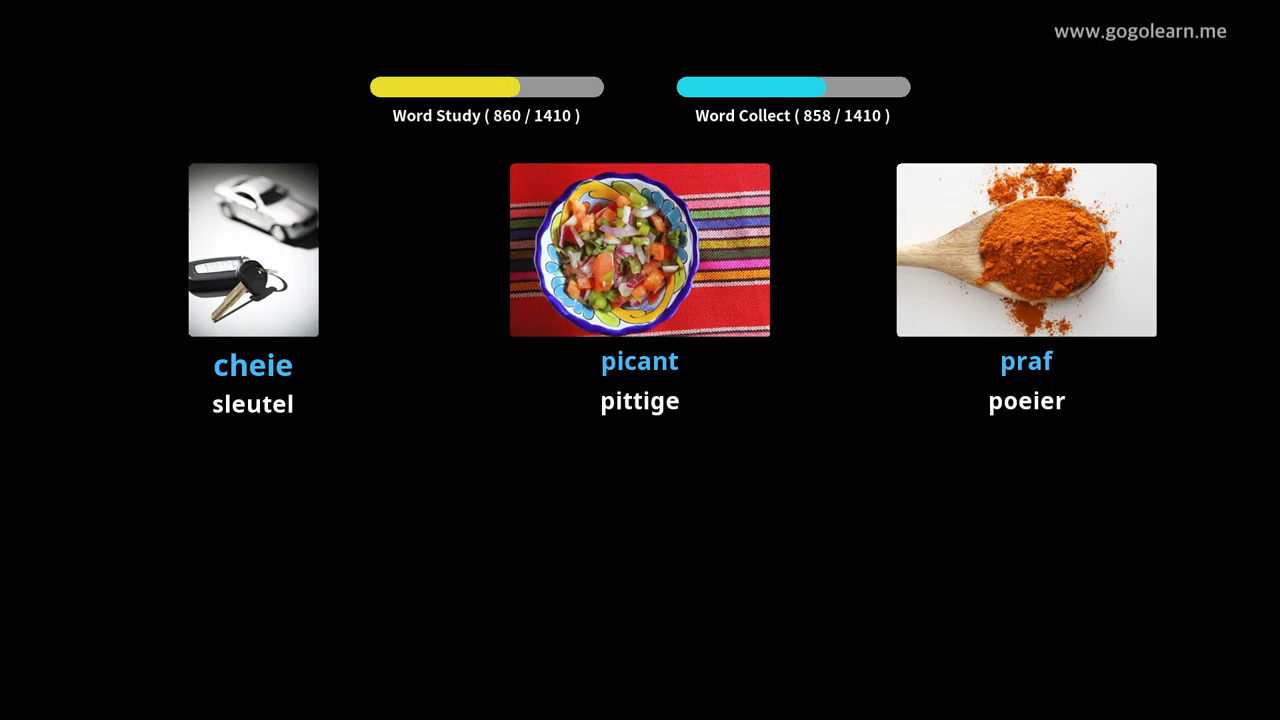 www.gogolearn.me
Word Study ( 860 / 1410 )
Word Collect ( 858 / 1410 )
cheie
sleutel
picant
pittige
praf
poeier